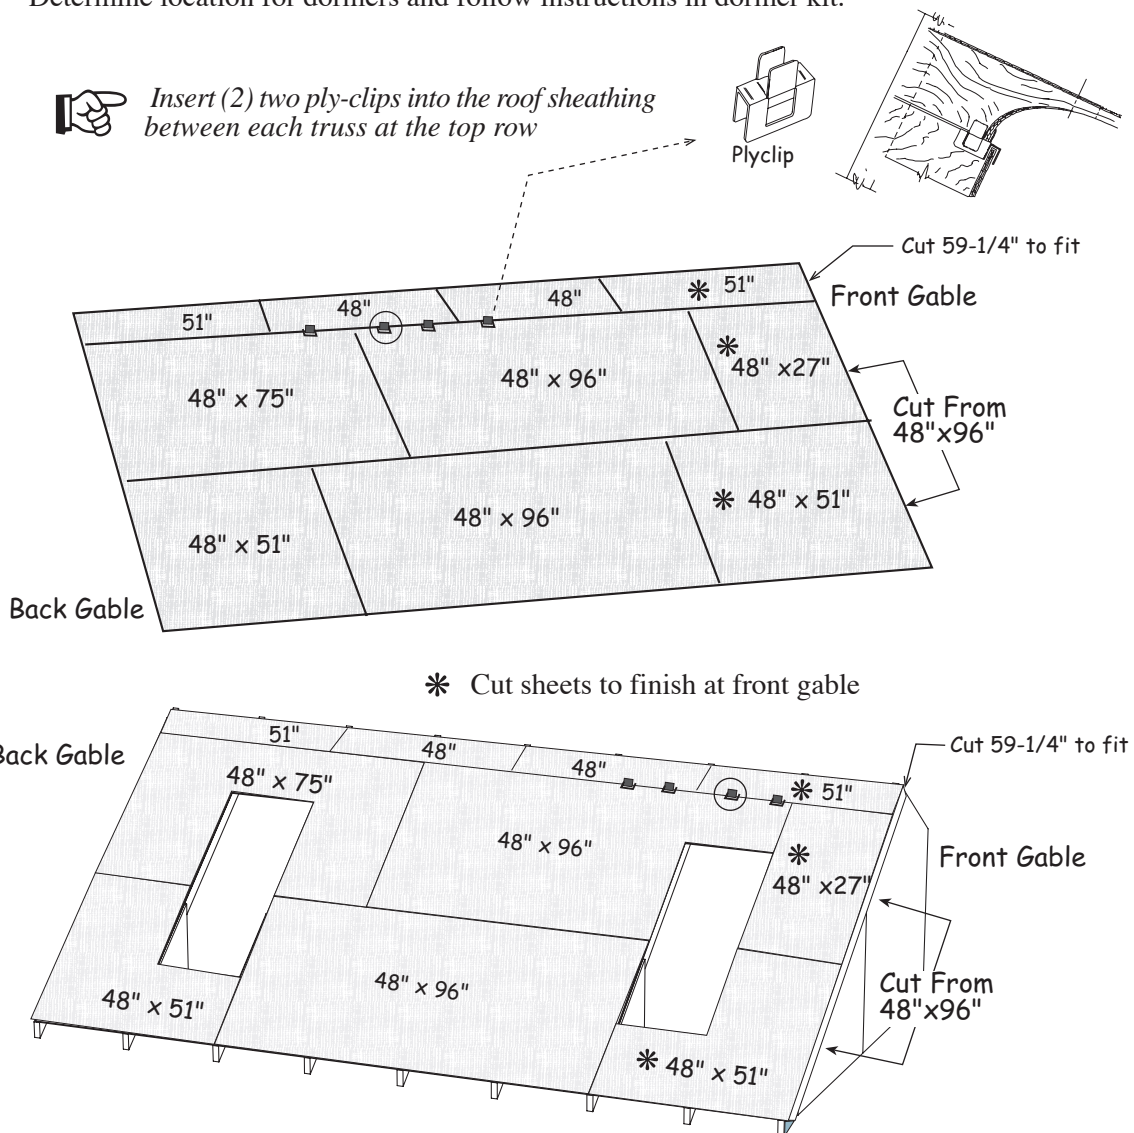 Determine location for dormers and follow instructions in dormer kit.
Insert (2) two ply-clips into the roof sheathing
between each truss at the top row
Plyclip
Cut 59-1/4" to fit
Front Gable
51"
48"
48"
51"
48" x 75"
48" x 96"
48" x27"
Cut From
48"x96"
48" x 51"
48" x 96"
48" x 51"
Back Gable
Cut sheets to finish at front gable
Back Gable
51"
48"
48"
51"
Cut 59-1/4" to fit
48" x 75"
48" x 96"
48" x27"
Front Gable
48" x 51"
48" x 96"
48" x 51"
Cut From
48"x96"